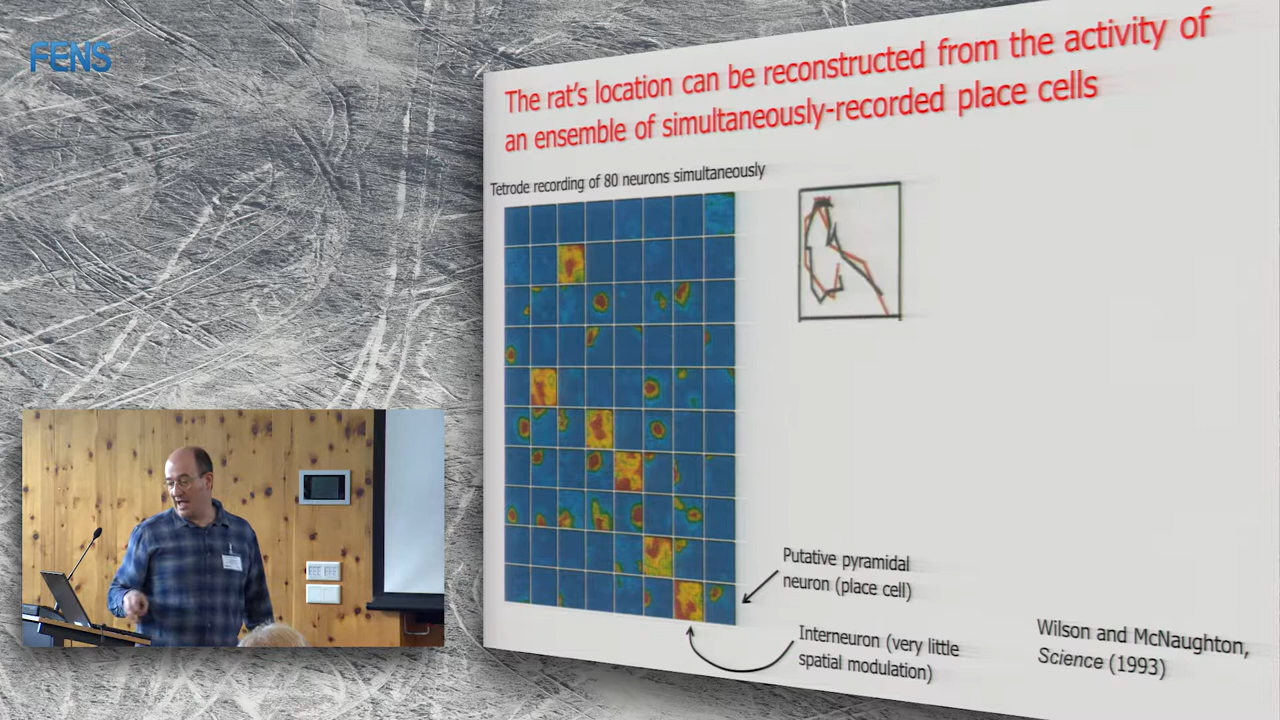 FENS
The rat's location can be reconstructed from the activity of
an ensemble of simultaneously-recorded place cells
Tetrode recording of 80 neurons simultaneously
Putative pyramidal
neuron (place cell)
Interneuron (very little
spatial modulation)
Wilson and McNaughton,
Science (1993)